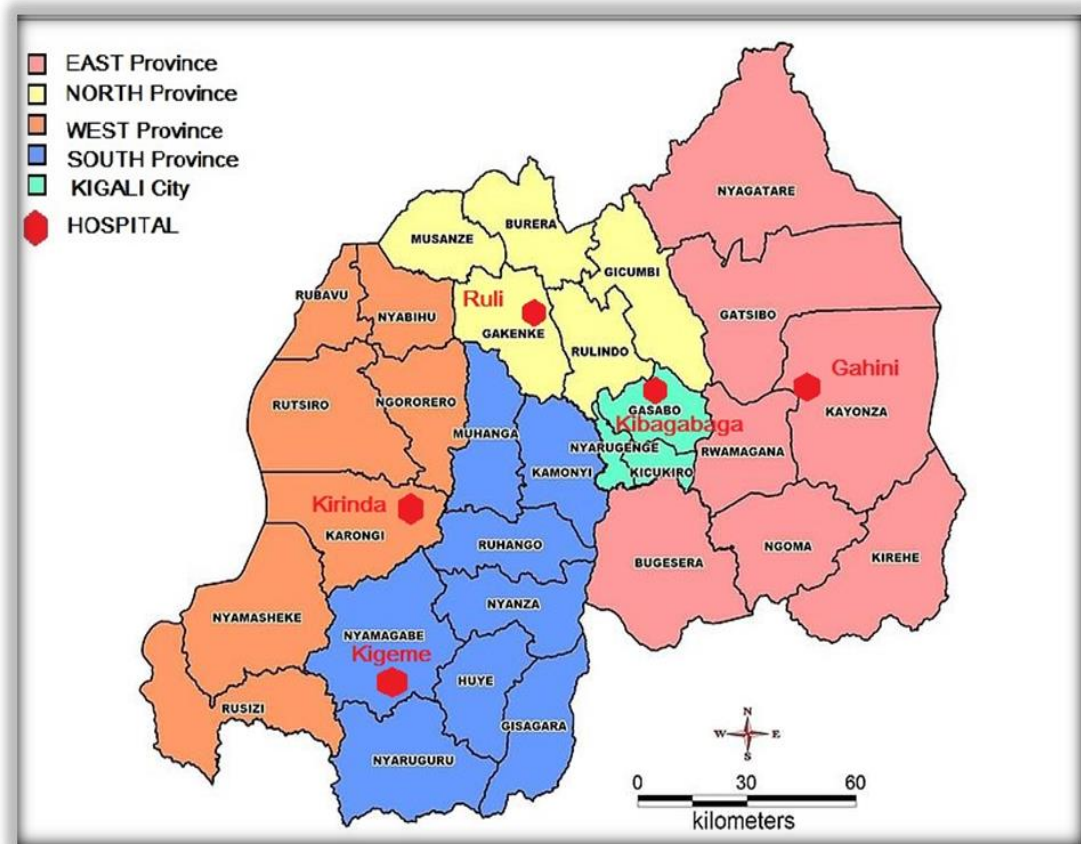 EAST Province
NORTH Province
WEST Province
SOUTH Province
KIGALI City
HOSPITAL
NYAGATARE
BURERA
MUSANZE
GICUMBI
RUBAVU
Ruli
NYABIHU
GATSIBO
GAKENKE
RULINDO
Gahini
RUTSIRO
NGORORERO
GASABO
KAYONZA
Kibagabaga
MUHANGA
NYARUGENGE
RWAMAGANA
KAMONYI
KICUKIRO
Kirinda
KARONGI
RUHANGO
NGOMA
KIREHE
BUGESERA
NYANZA
NYAMASHEKE
NYAMAGABE
Kigeme
HUYE
RUSIZI
GISAGARA
NYARUGURU
N
W E
S
0 30 60
kilometers